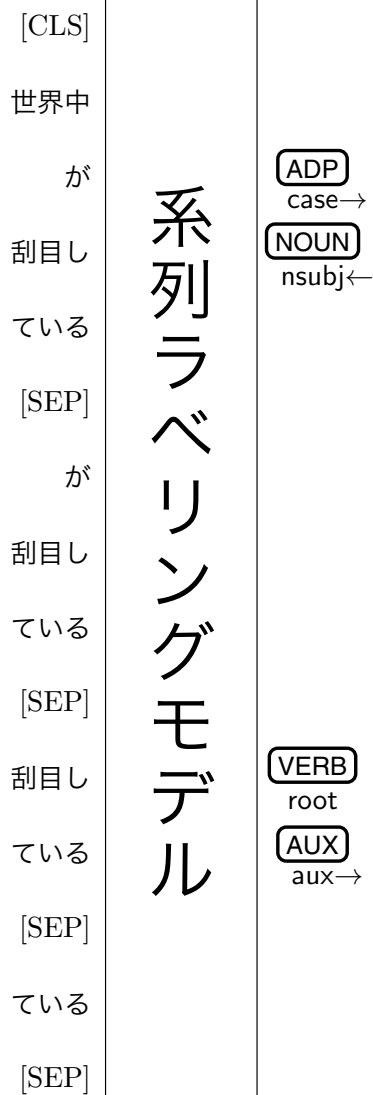 [CLS]
世界中
が
刮目し
ている
[SEP]
が
刮目し
ている
[SEP]
刮目し
ている
[SEP]
ている
[SEP]
系列ラベリングモデル
ADP
case→
NOUN
nsubj←
VERB
root
AUX
aux→